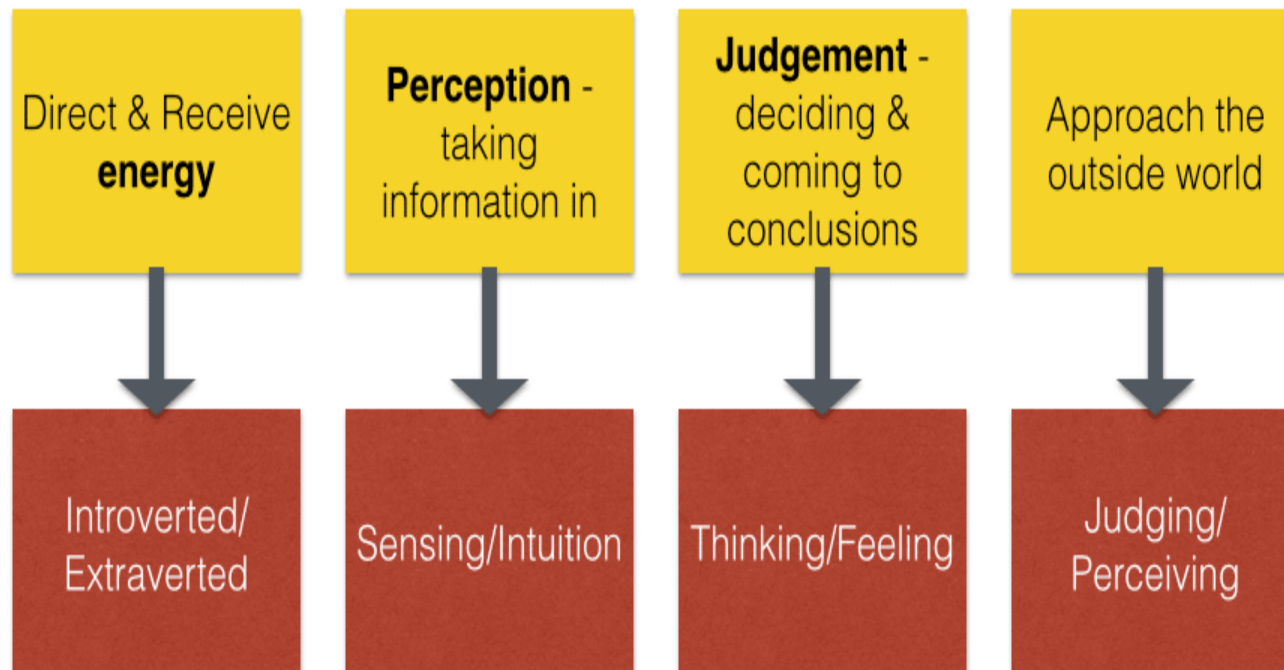 Direct & Receive
energy
Perception -
taking
information in
Judgement -
deciding &
coming to
conclusions
Approach the
outside world
Introverted/
Extraverted
Sensing/Intuition
Thinking/Feeling
Judging/
Perceiving